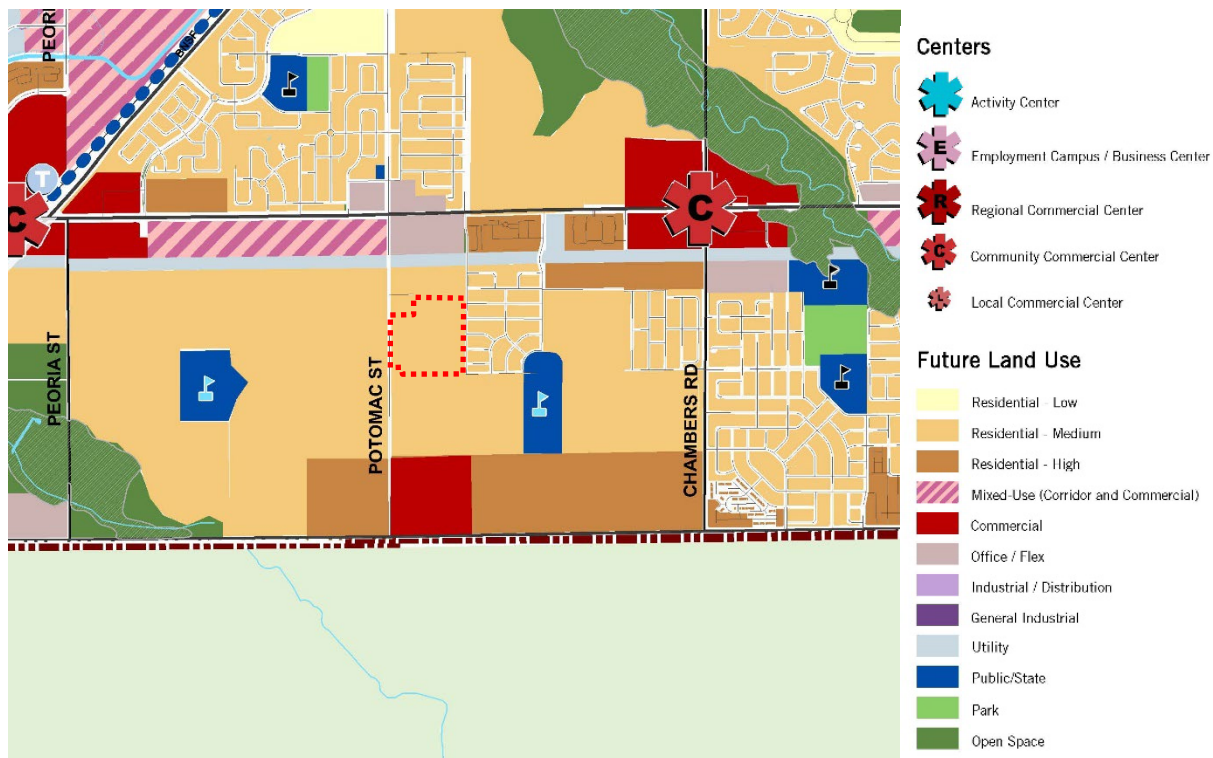 PEORI
BNSF
T
C
C
PEORIA ST
POTOMAC ST
CHAMBERS RD
Centers
Activity Center
E
Employment Campus / Business Center
R
Regional Commercial Center
C
Community Commercial Center
L
Local Commercial Center
Future Land Use
Residential - Low
Residential - Medium
Residential - High
Mixed-Use (Corridor and Commercial)
Commercial
Office / Flex
Industrial / Distribution
General Industrial
Utility
Public/State
Park
Open Space